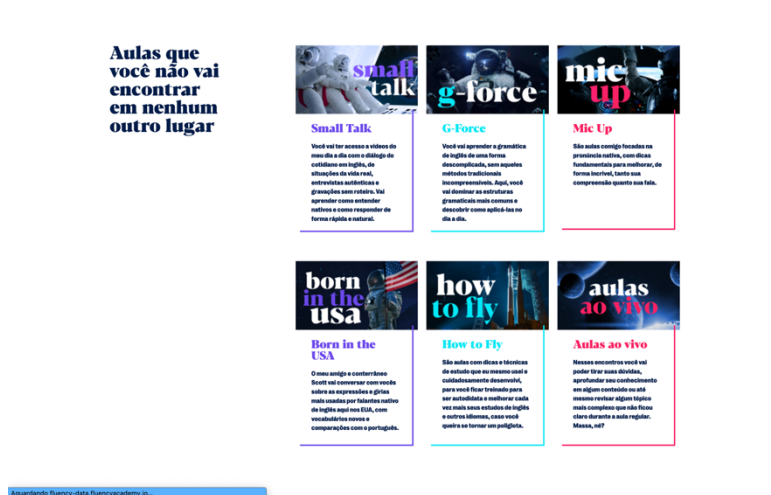 Aulas que
você não vai
encontrar
em nenhum
outro lugar
small
talk
Small Talk
Você vai ter acesso a vídeos do
meu dia a dia com o diálogo do
cotidiano em inglês, de
situações da vida real,
entrevistas autênticas e
gravações sem roteiro. Vai
aprender como entender
nativos e como responder de
forma rápida e natural.
g-force
G-Force
Você vai aprender a gramática
de inglês de uma forma
descomplicada, sem aqueles
métodos tradicionais
incompreensíveis. Aqui, você
vai dominar as estruturas
gramaticais mais comuns e
descobrir como aplicá-las no
dia a dia.
mic
up
Mic Up
São aulas comigo focadas na
pronúncia nativa, com dicas
fundamentais para melhorar, de
forma incrível, tanto sua
compreensão quanto sua fala.
born
in the
usa
Born in the
USA
O meu amigo e conterrâneo
Scott vai conversar com vocês
sobre as expressões e gírias
mais usadas por falantes nativo
de inglês aqui nos EUA, com
vocabulários novos e
comparações com o português.
how
to fly
How to Fly
São aulas com dicas e técnicas
de estudo que eu mesmo usei e
cuidadosamente desenvolvi,
para você ficar treinado para
ser autodidata e melhorar cada
vez mais seus estudos de inglês
e outros idiomas, caso você
queira se tornar um poliglota.
aulas
ao vivo
Aulas ao vivo
Nesses encontros você vai
poder tirar suas dúvidas,
aprofundar seu conhecimento
em algum conteúdo ou até
mesmo revisar algum tópico
mais complexo que não ficou
claro durante a aula regular.
Massa, né?
Aguardando fluency-data.fluencyacademy.io...